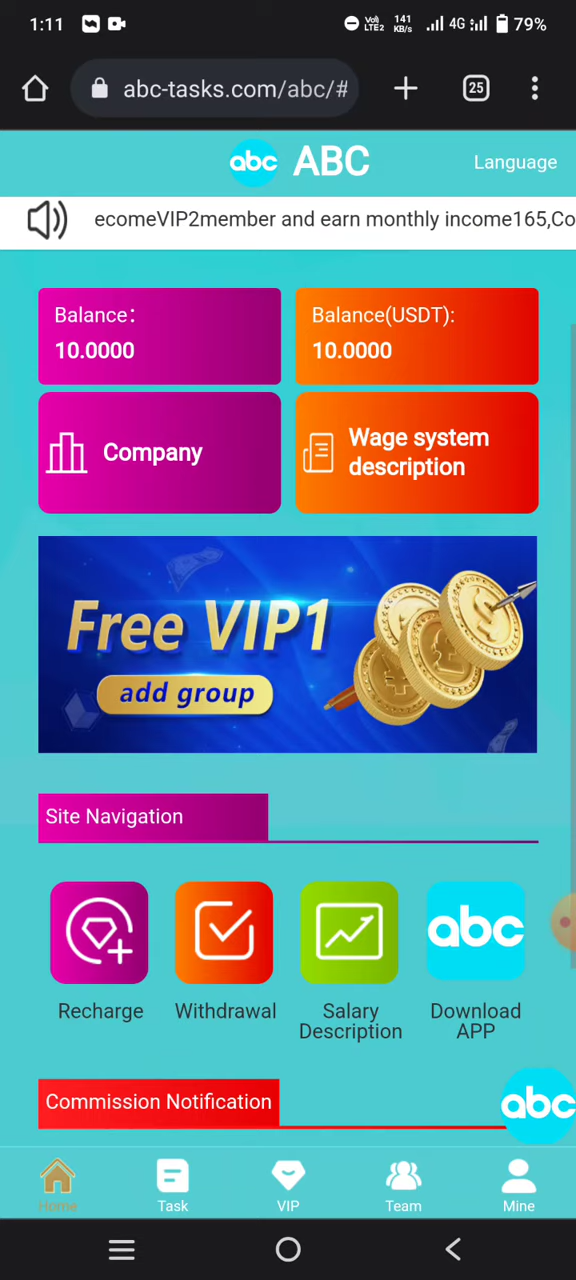 1:11
Vo) LTE2 141 KB/s 4G 79%
abc-tasks.com/abc/#
25
abc ABC Language
ecomeVIP2member and earn monthly income165,Co
Balance:
10.0000
Balance(USDT):
10.0000
Company
Wage system
description
Free VIP1
add group
Site Navigation
abc
Recharge
Withdrawal
Salary
Description
Download
APP
Commission Notification
abc
Home
Task
VIP
Team
Mine